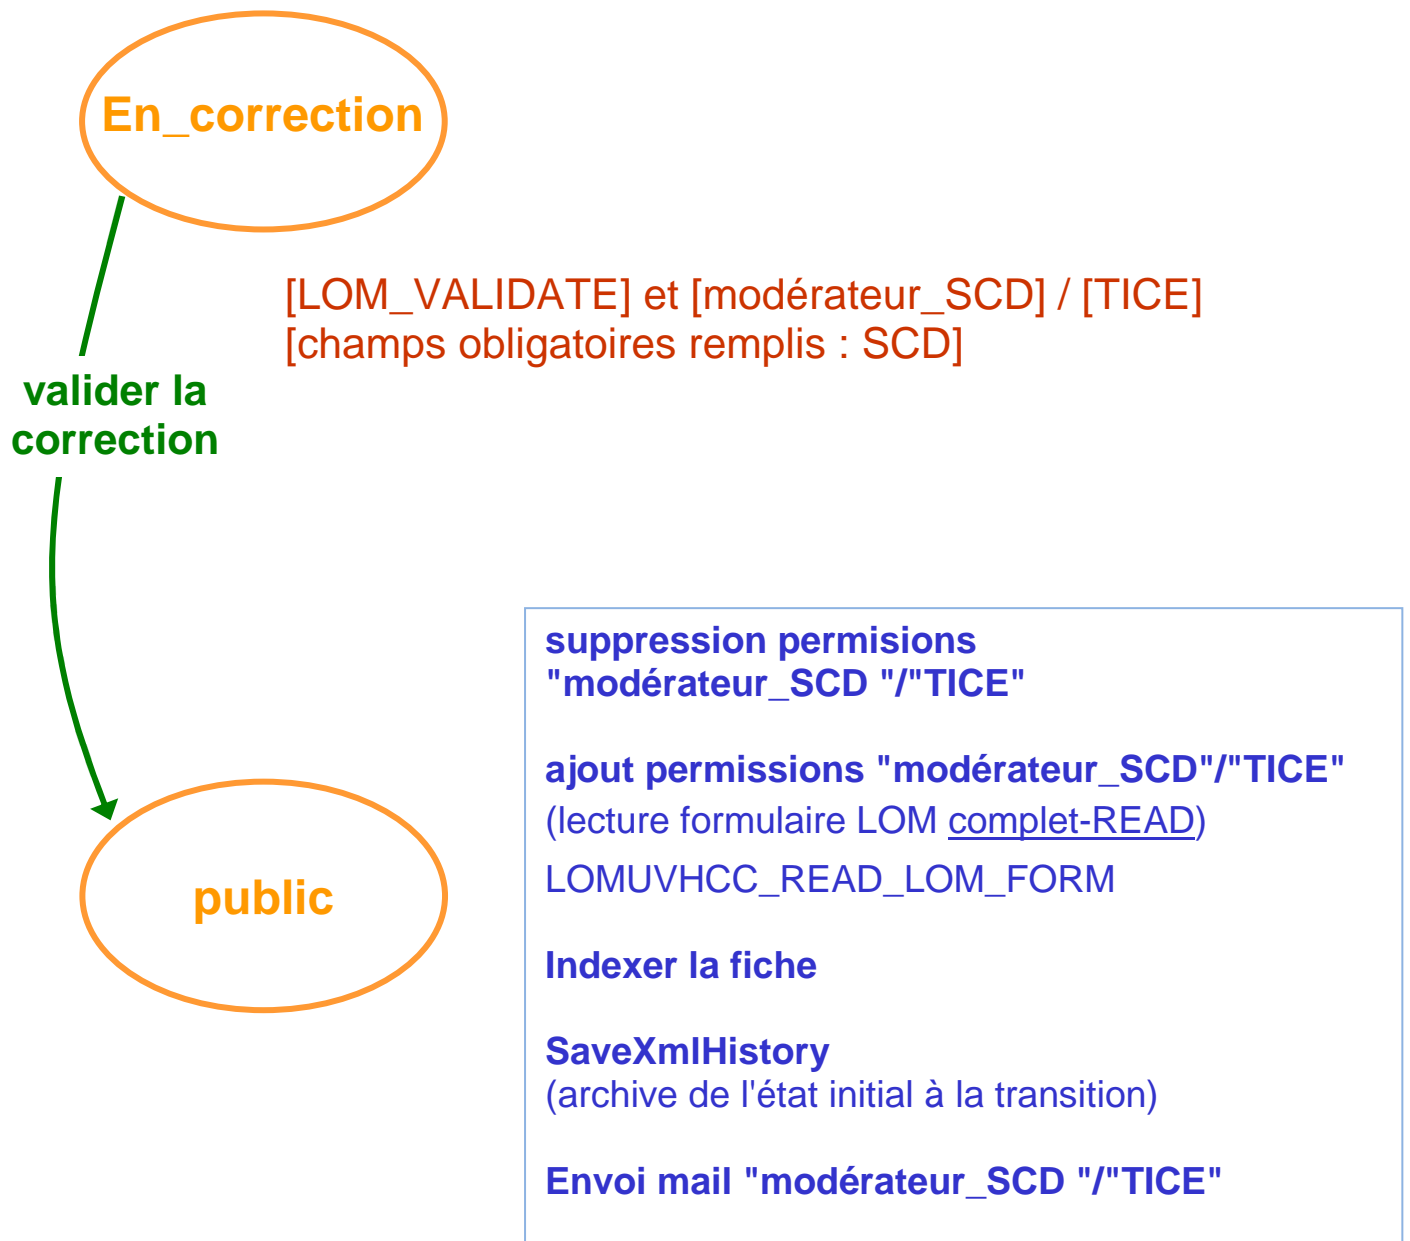 En_correction
[LOM_VALIDATE] et [modérateur_SCD] / [TICE]
[champs obligatoires remplis : SCD]
valider la
correction
suppression permisions
"modérateur_SCD "/"TICE"
ajout permissions "modérateur_SCD"/"TICE"
(lecture formulaire LOM complet-READ)
LOMUVHCC_READ_LOM_FORM
public
Indexer la fiche
SaveXmlHistory
(archive de l'état initial à la transition)
Envoi mail "modérateur_SCD "/"TICE"